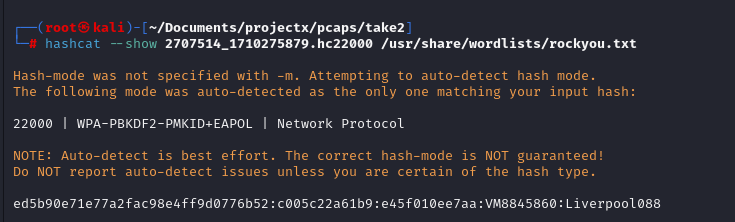 ┌──(root㉿kali)-[~/Documents/projectx/pcaps/take2]
└─# hashcat --show 2707514_1710275879.hc22000 /usr/share/wordlists/rockyou.txt
Hash-mode was not specified with -m. Attempting to auto-detect hash mode.
The following mode was auto-detected as the only one matching your input hash:
22000 | WPA-PBKDF2-PMKID+EAPOL | Network Protocol
NOTE: Auto-detect is best effort. The correct hash-mode is NOT guaranteed!
Do NOT report auto-detect issues unless you are certain of the hash type.
ed5b90e71e77a2fac98e4ff9d0776b52:c005c22a61b9:e45f010ee7aa:VM8845860:Liverpool088